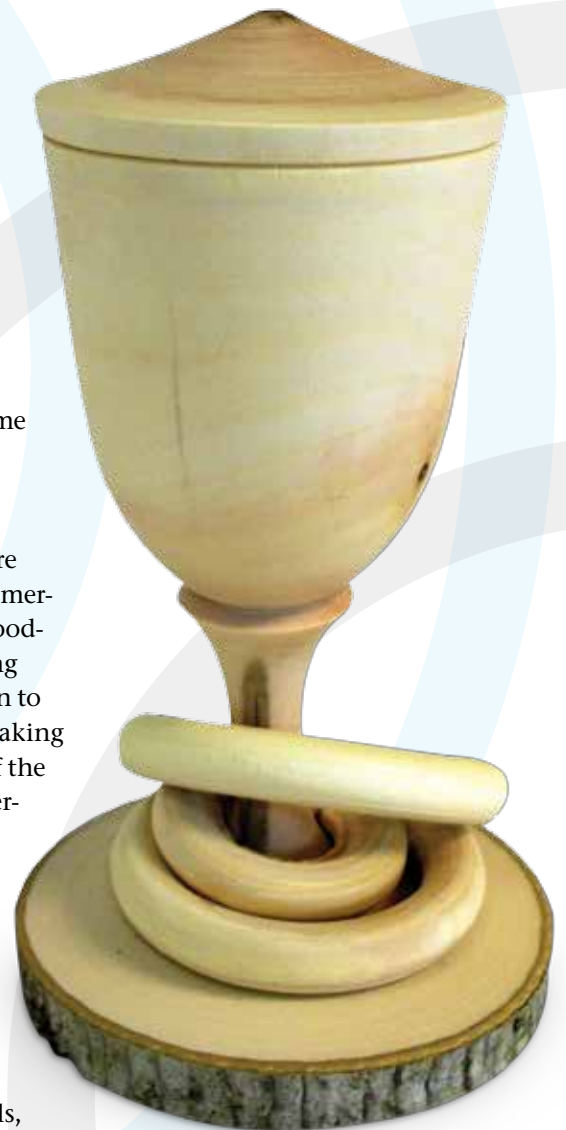 me
re
mer-
ood-
ng
n to
aking
f the
er-
ls,